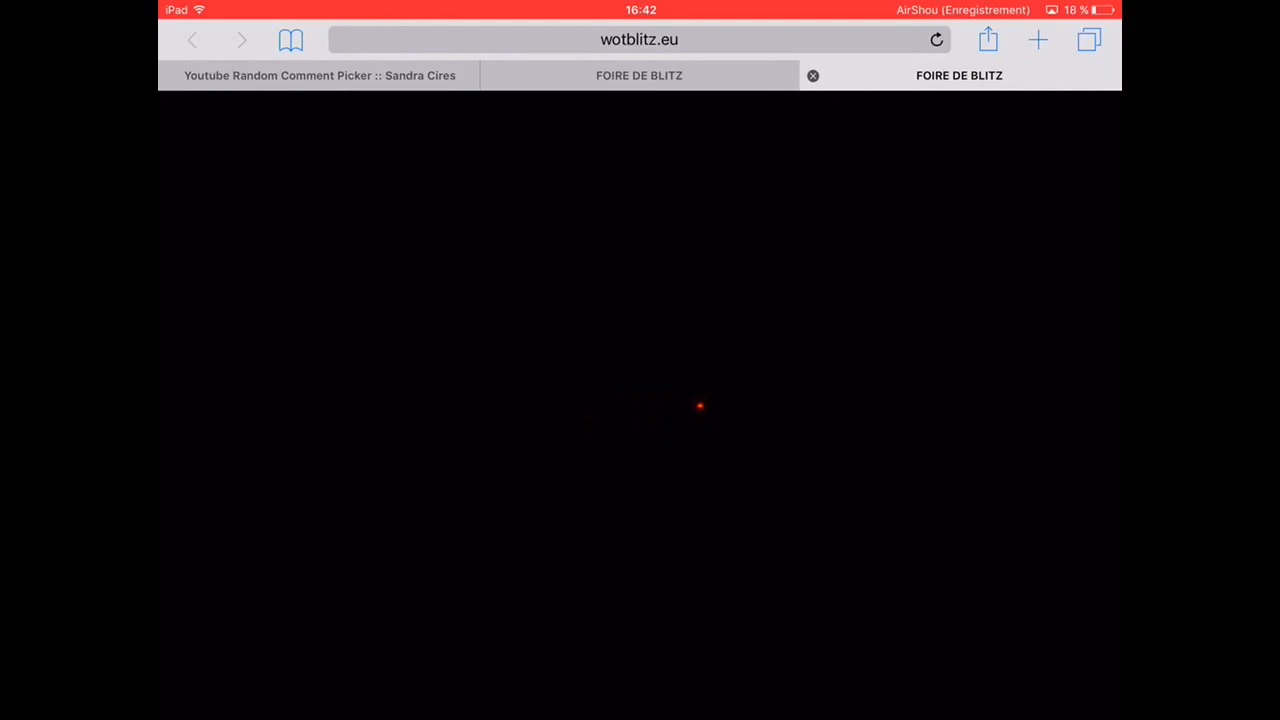 iPad 16:42 AirShou (Enregistrement) 18 %
wotblitz.eu
Youtube Random Comment Picker :: Sandra Cires FOIRE DE BLITZ FOIRE DE BLITZ